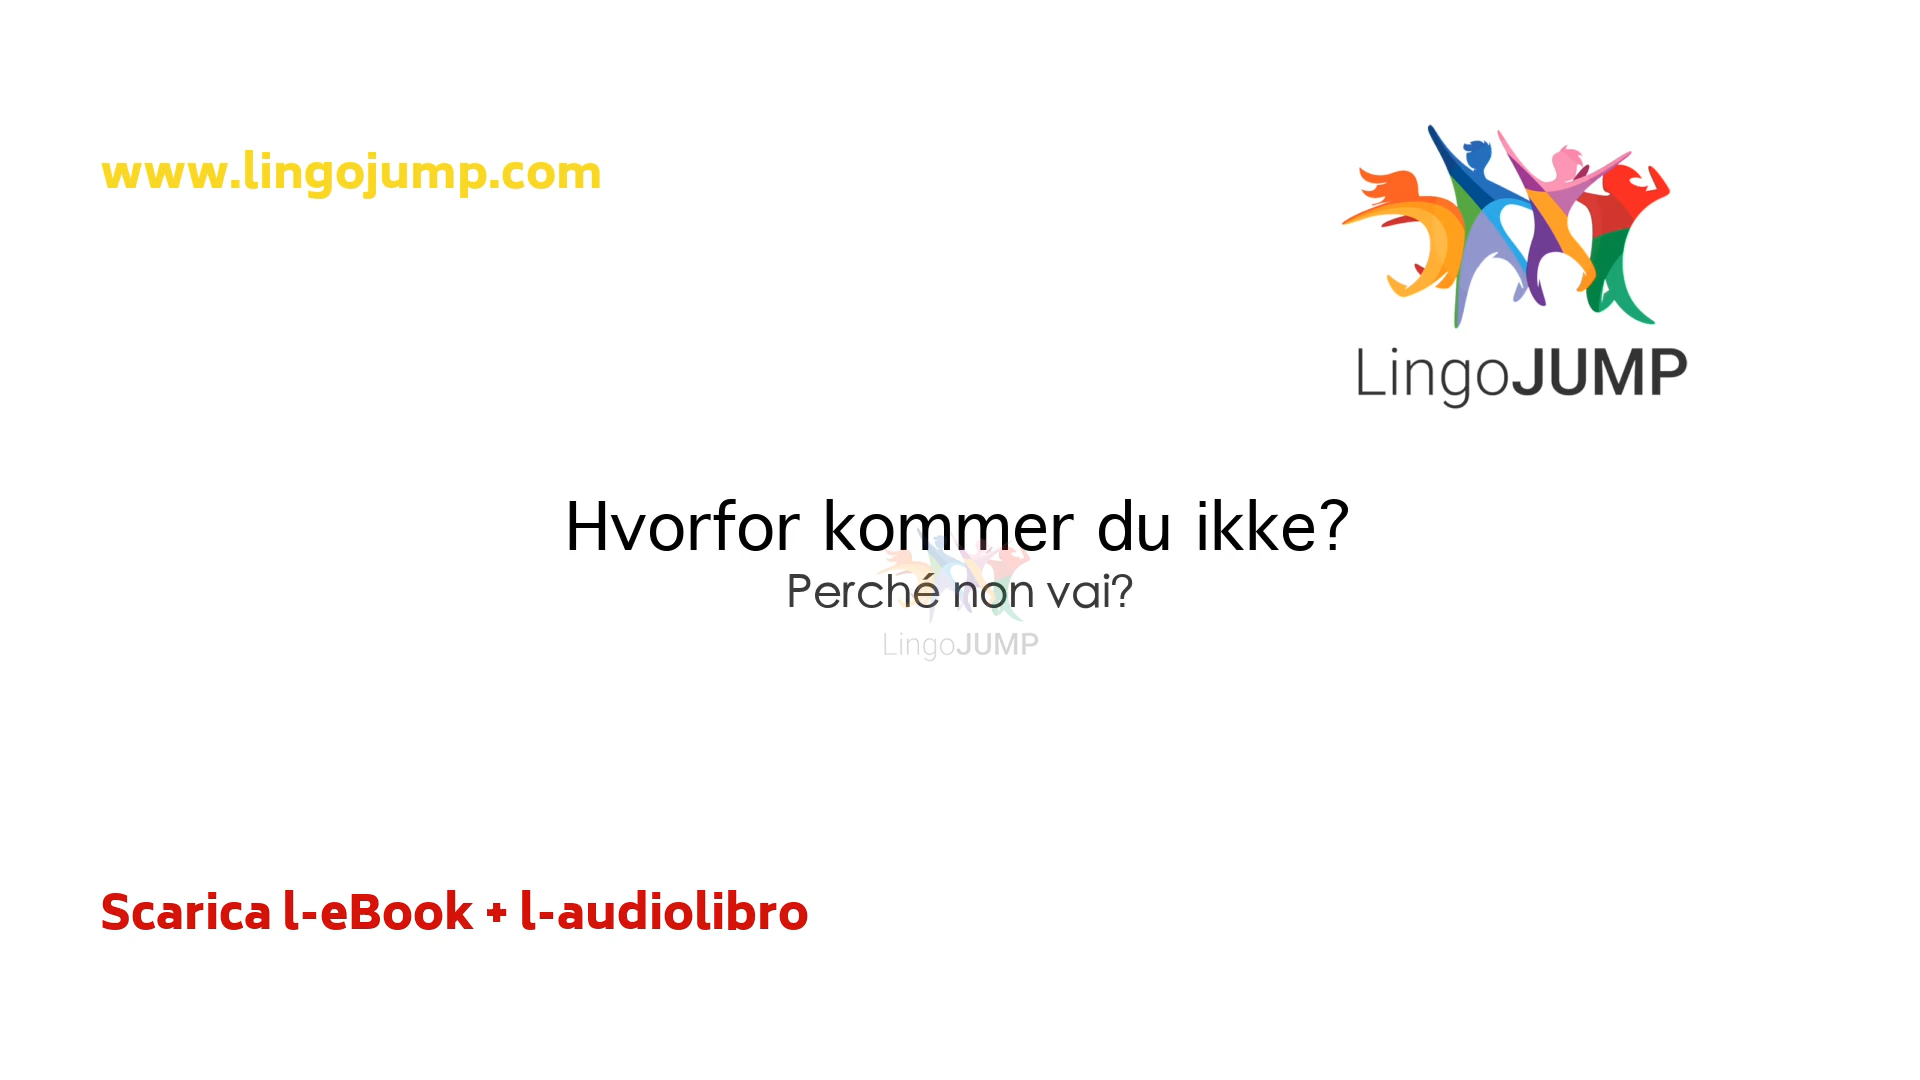 www.lingojump.com
LingoJUMP
Hvorfor kommer du ikke?
Perché non vai?
LingoJUMP
Scarica l-eBook + l-audiolibro